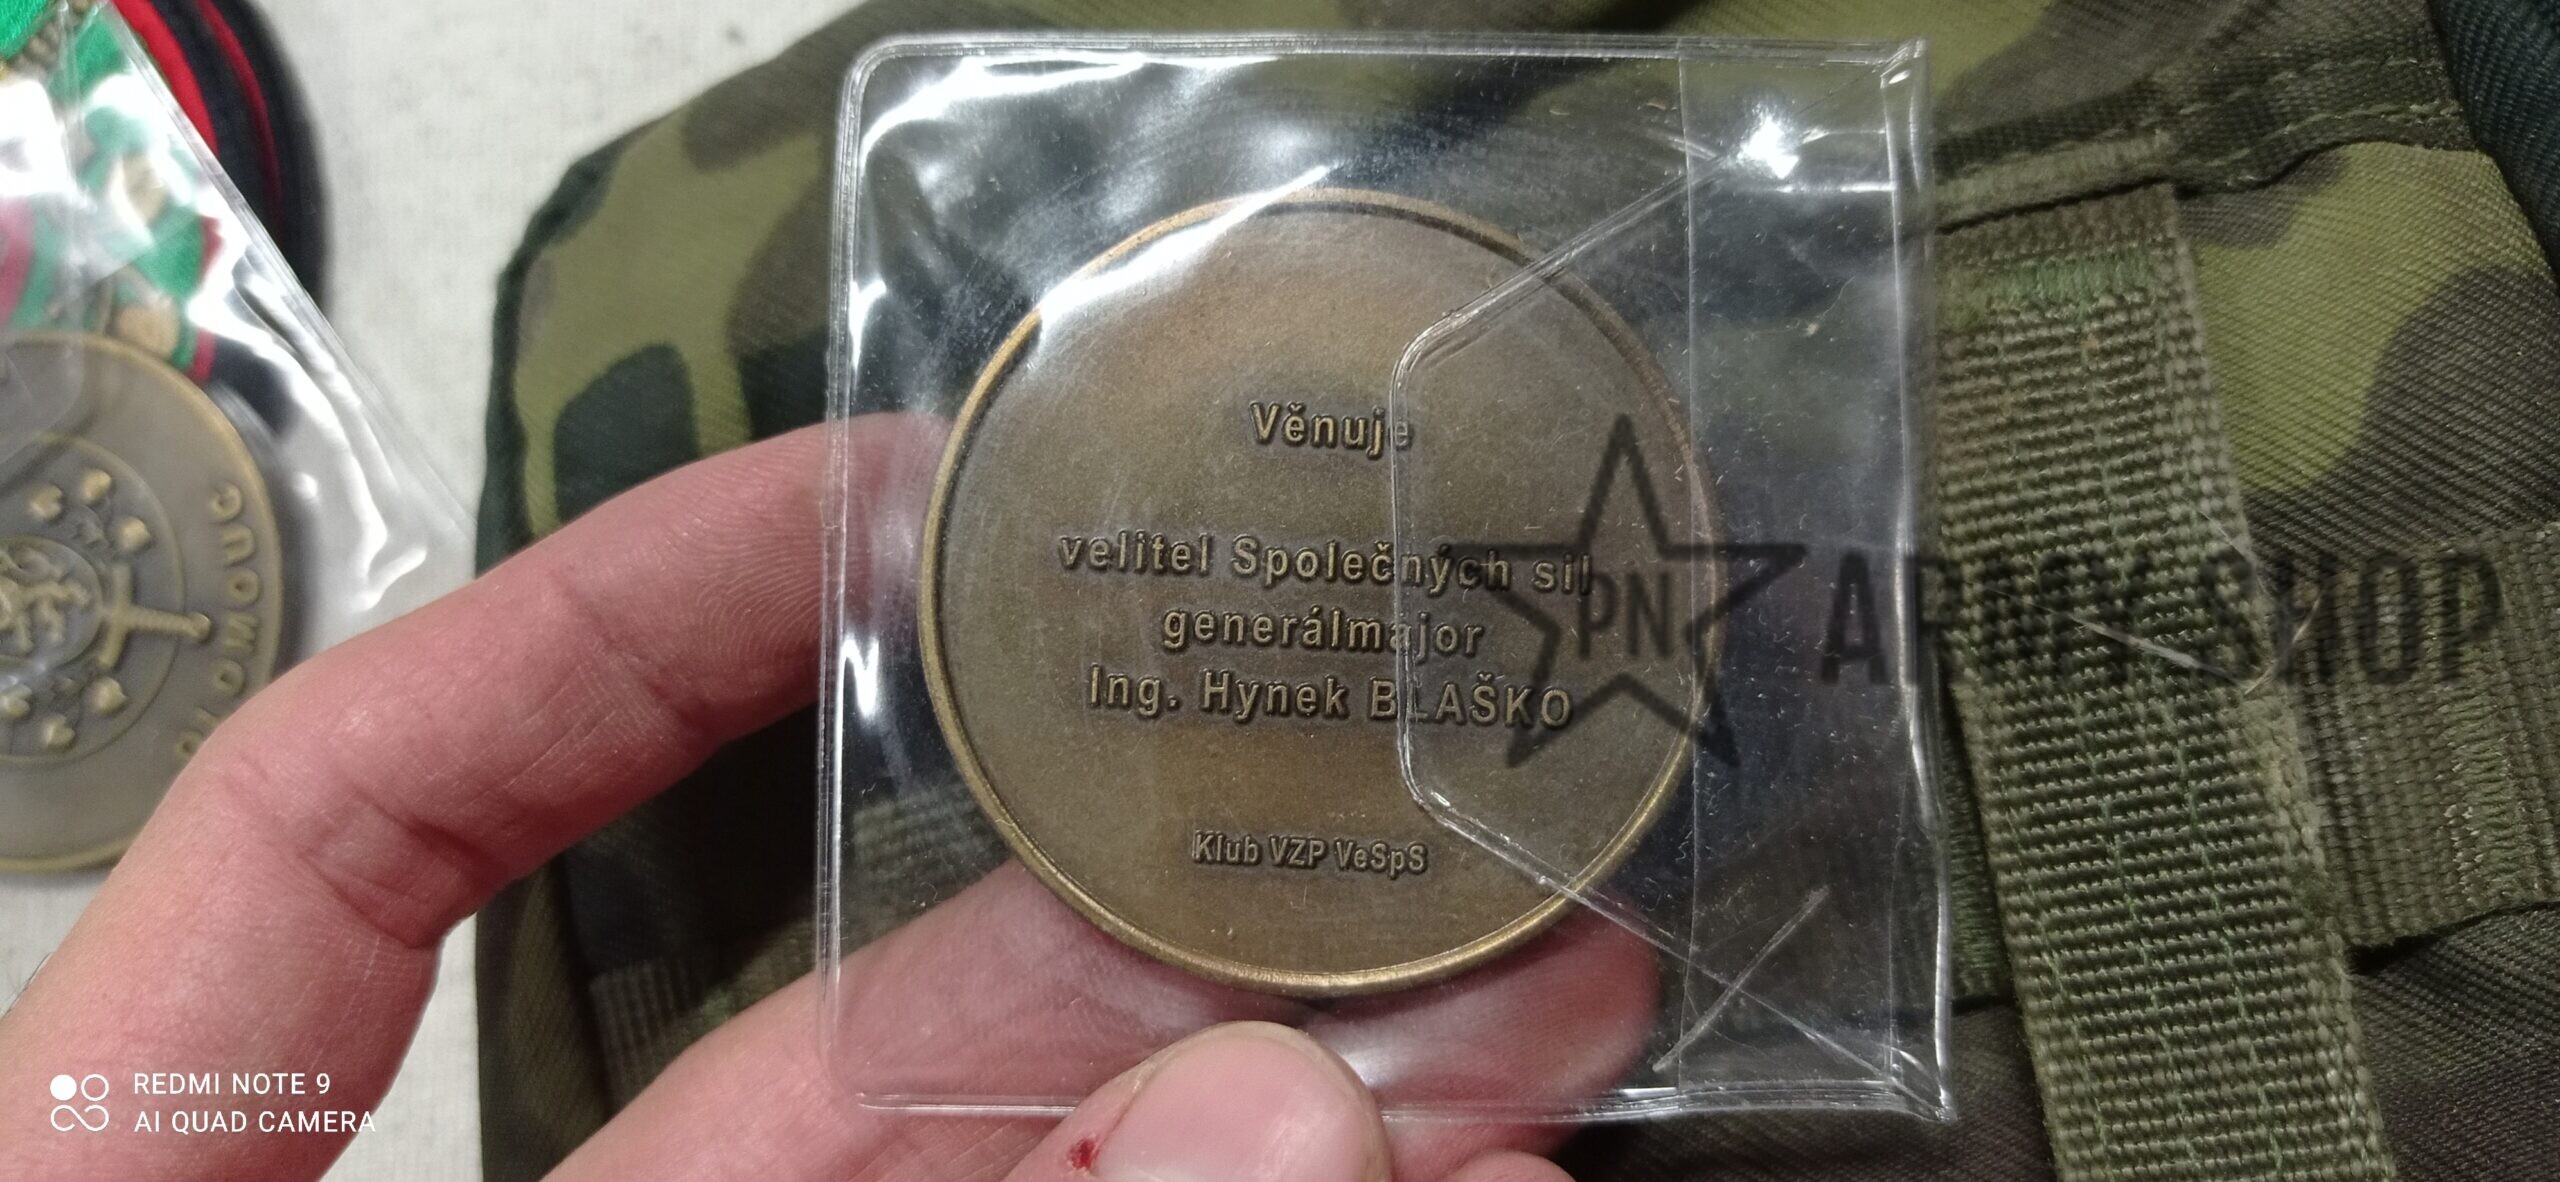 Věnuje
velitel Společných sil
generálmajor
Ing. Hynek BLAŠKO
Klub VZP VeSpS
PN ARMY SHOP
OLOMOUC
REDMI NOTE 9
AI QUAD CAMERA